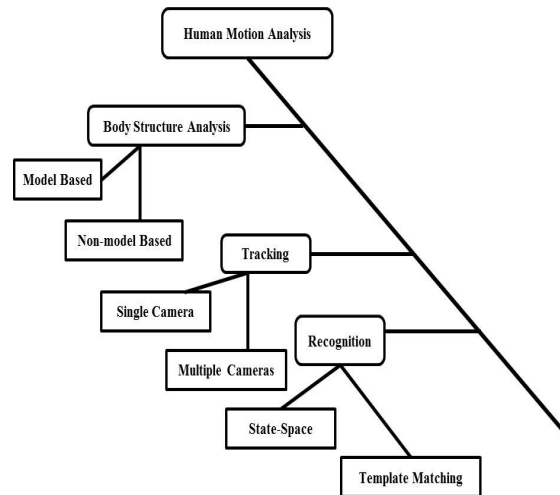 Human Motion Analysis
Body Structure Analysis
Model Based
Non-model Based
Tracking
Single Camera
Multiple Cameras
Recognition
State-Space
Template Matching